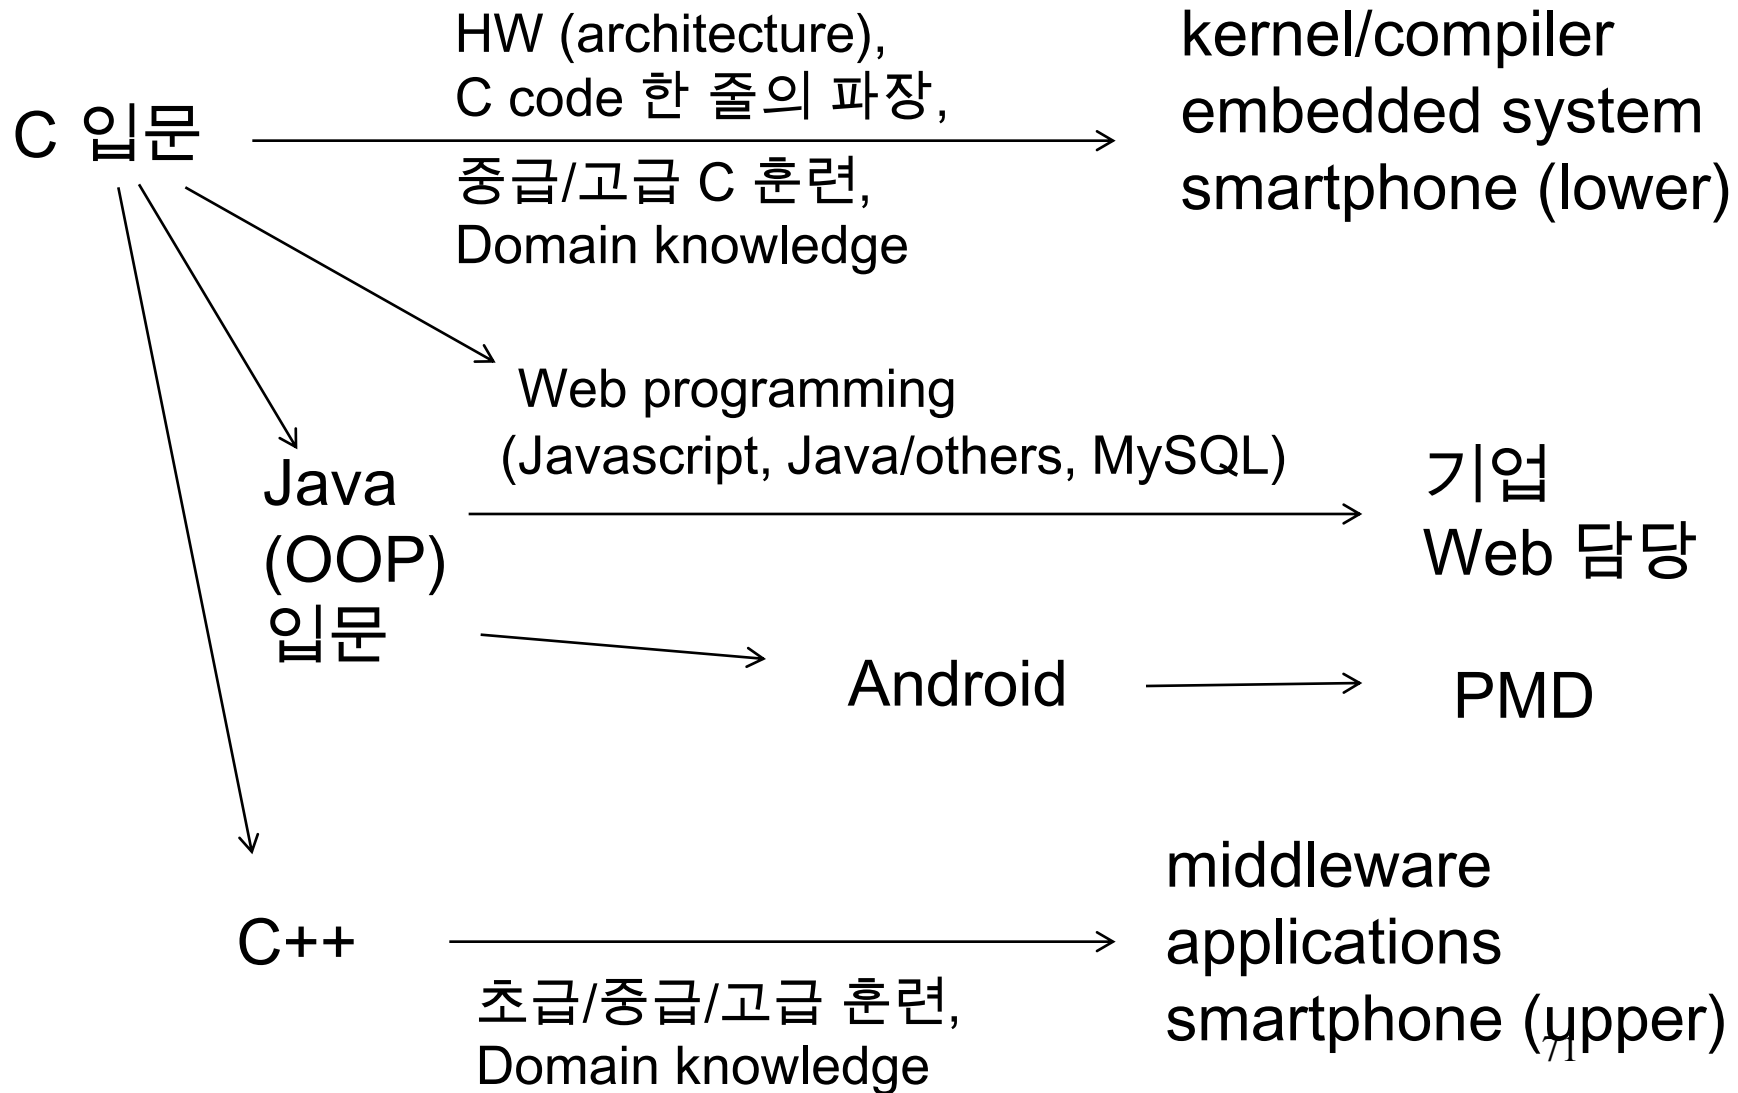 C 입문
HW (architecture),
C code 한 줄의 파장,
중급/고급 C 훈련,
Domain knowledge
kernel/compiler
embedded system
smartphone (lower)
Web programming
(Javascript, Java/others, MySQL)
Java
(OOP)
입문
기업
Web 담당
Android
PMD
C++
초급/중급/고급 훈련,
Domain knowledge
middleware
applications
smartphone (upper)
71